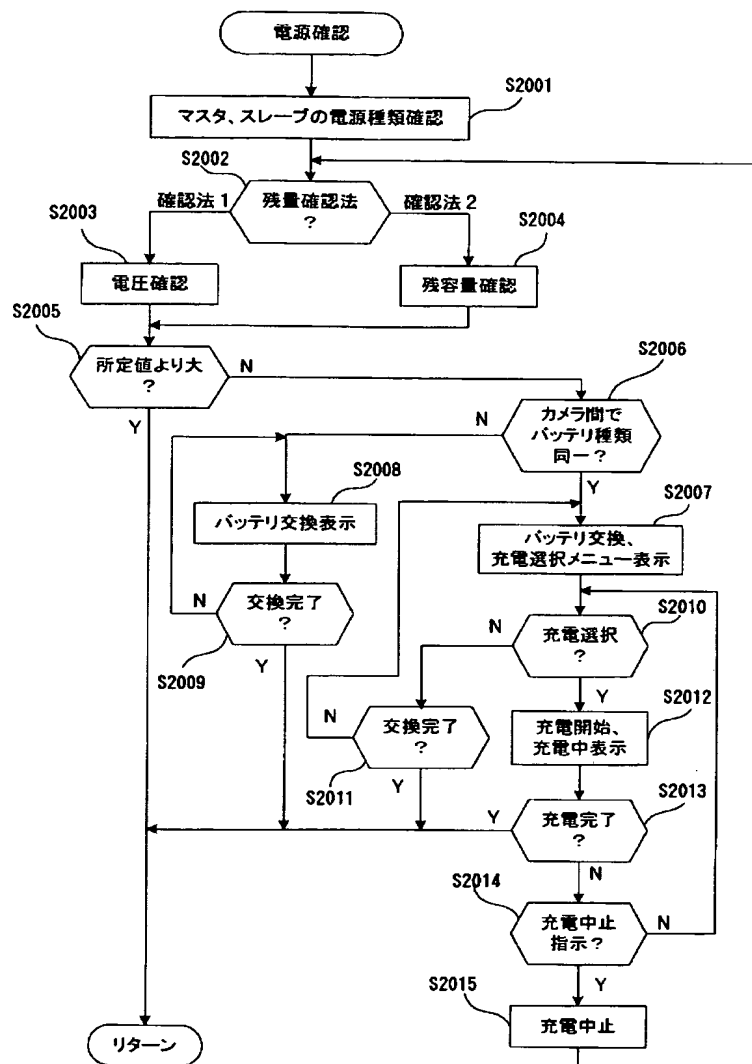 電源確認
S2001
マスタ、スレーブの電源種類確認
S2002
残量確認法
?
確認法1
確認法2
S2003
S2004
電圧確認
残容量確認
S2005
所定値より大
?
N
Y
S2006
カメラ間で
バッテリ種類
同一?
N
Y
S2008
バッテリ交換表示
S2007
バッテリ交換、
充電選択メニュー表示
N
交換完了
?
Y
S2009
S2010
充電選択
?
N
Y
S2012
充電開始、
充電中表示
N
交換完了
?
S2011
Y
S2013
充電完了
?
Y
N
S2014
充電中止
指示?
N
Y
S2015
充電中止
リターン